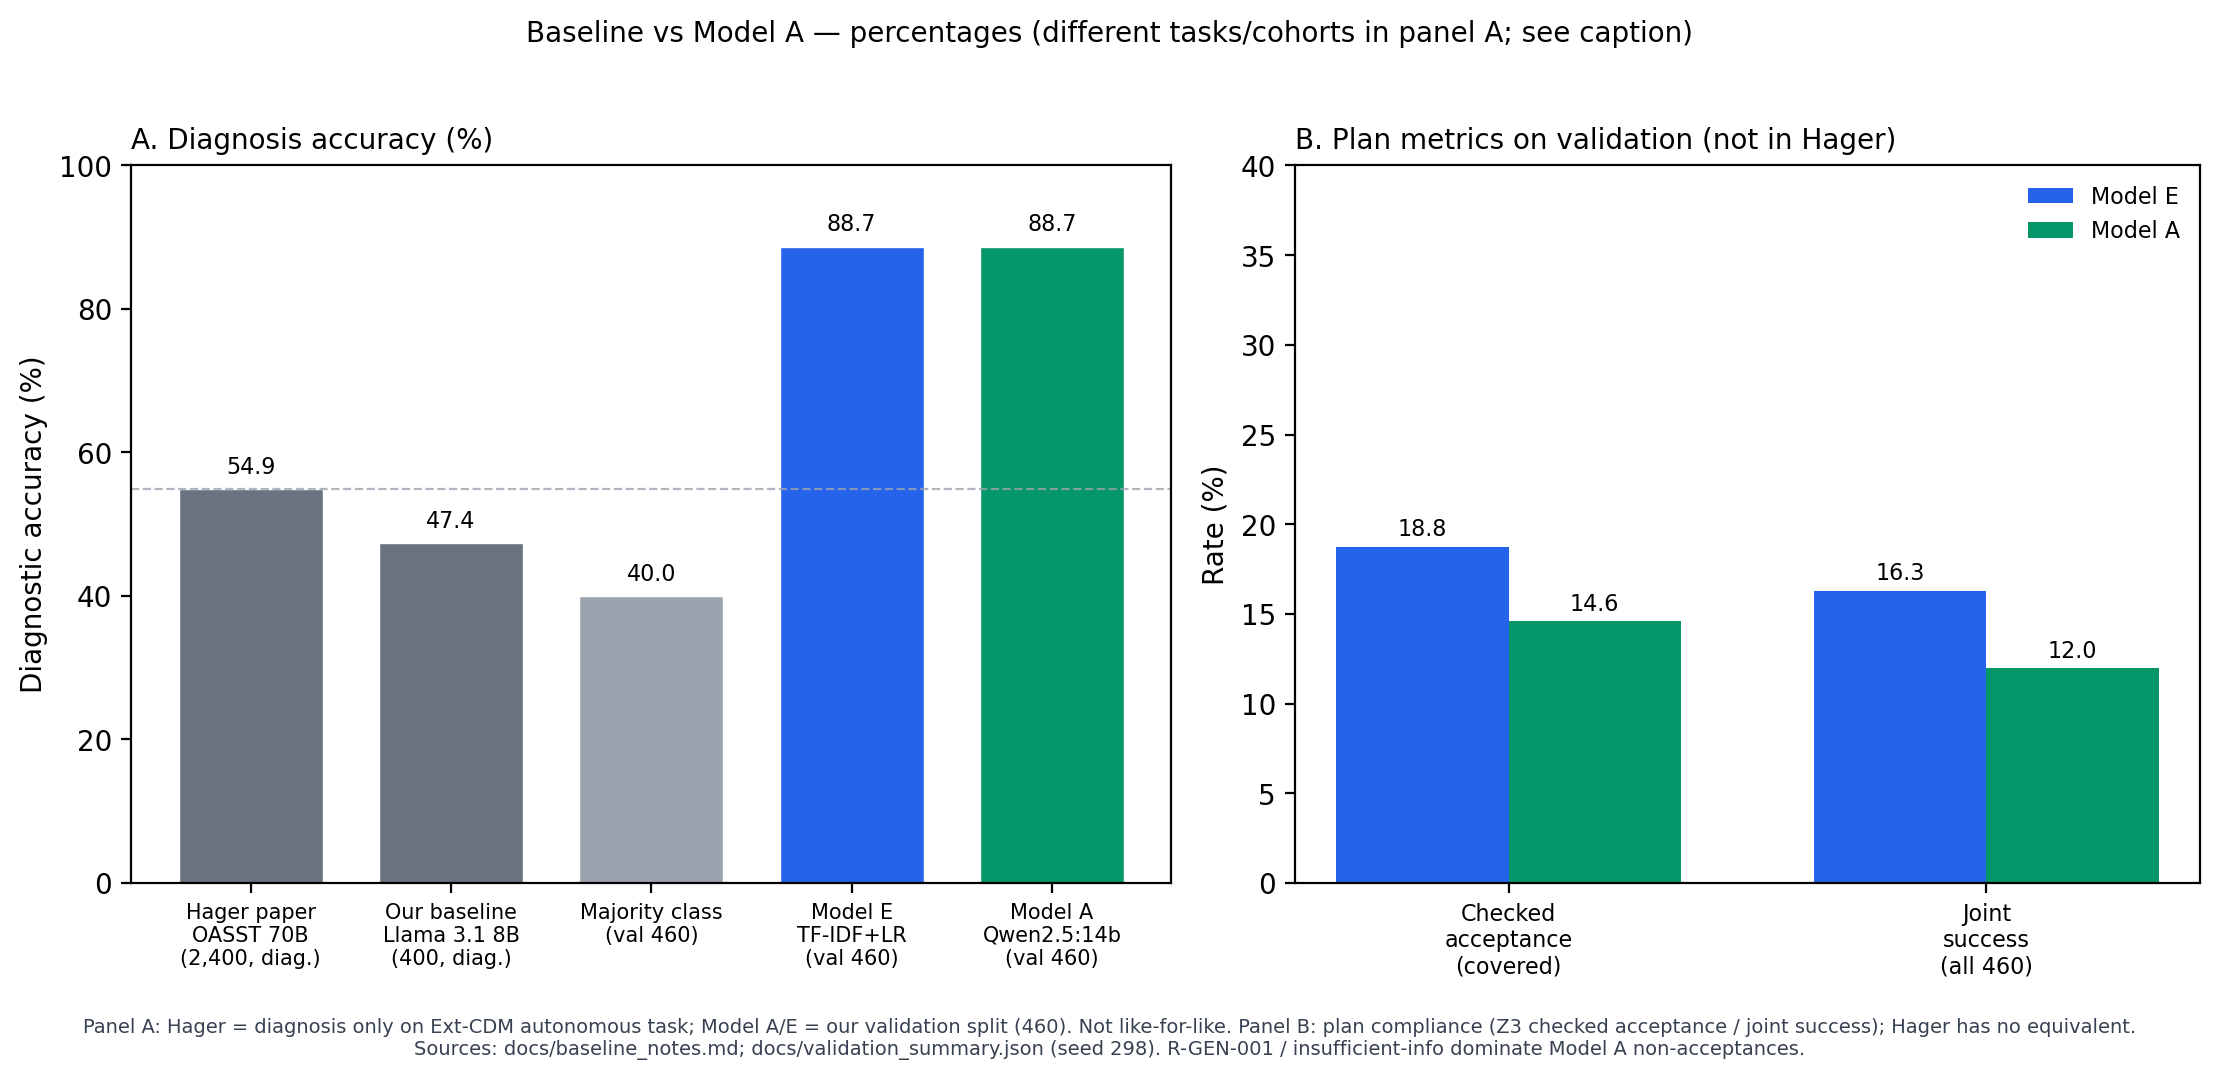 Baseline vs Model A — percentages (different tasks/cohorts in panel A; see caption)
A. Diagnosis accuracy (%)
Diagnostic accuracy (%)
100
80
60
40
20
0
54.9
47.4
40.0
88.7
88.7
Hager paper
OASST 70B
(2,400, diag.)
Our baseline
Llama 3.1 8B
(400, diag.)
Majority class
(val 460)
Model E
TF-IDF+LR
(val 460)
Model A
Qwen2.5:14b
(val 460)
B. Plan metrics on validation (not in Hager)
Rate (%)
40
35
30
25
20
15
10
5
0
Model E
Model A
18.8
14.6
16.3
12.0
Checked
acceptance
(covered)
Joint
success
(all 460)
Panel A: Hager = diagnosis only on Ext-CDM autonomous task; Model A/E = our validation split (460). Not like-for-like. Panel B: plan compliance (Z3 checked acceptance / joint success); Hager has no equivalent.
Sources: docs/baseline_notes.md; docs/validation_summary.json (seed 298). R-GEN-001 / insufficient-info dominate Model A non-acceptances.